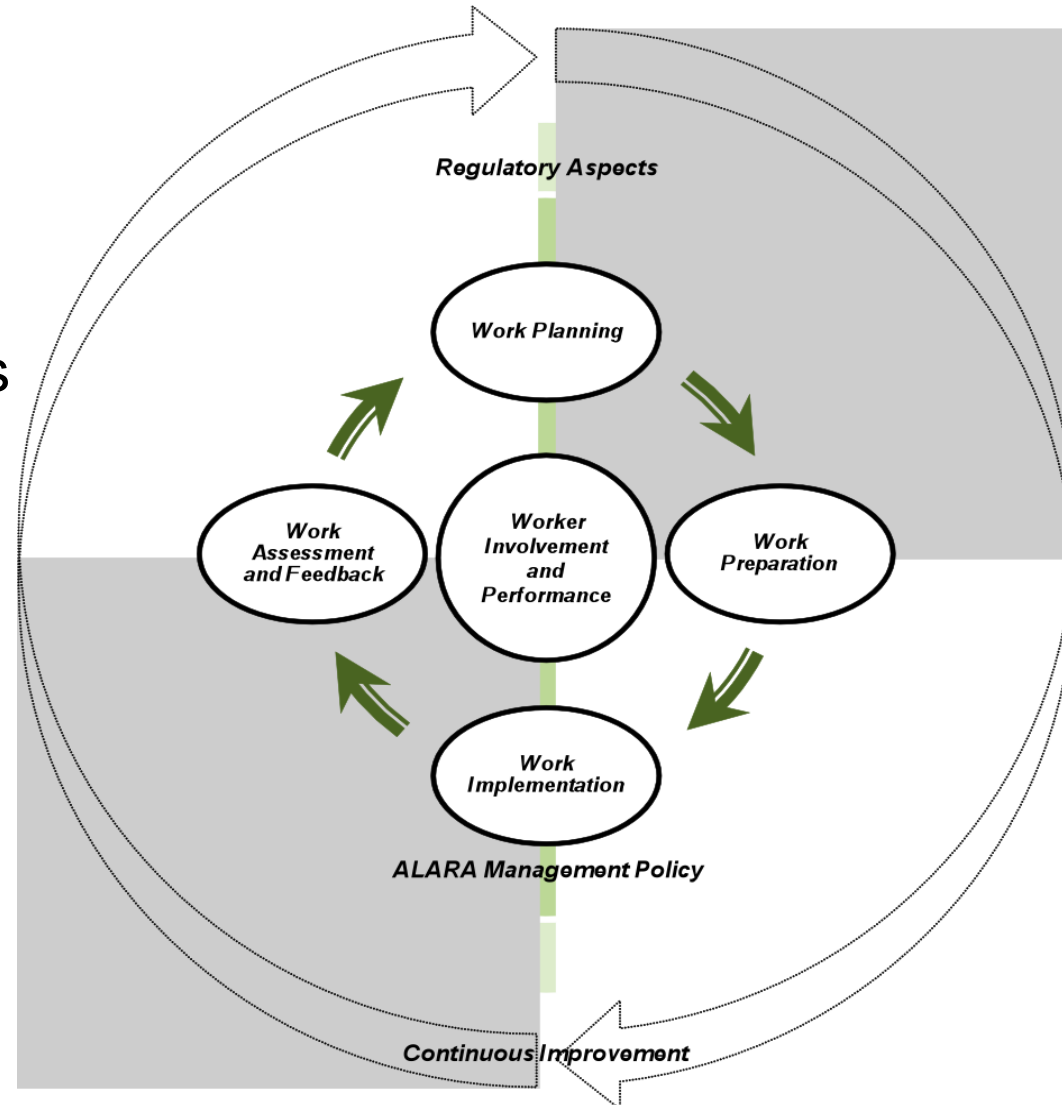 Regulatory Aspects
Work Planning
s
Work
Assessment
and Feedback
Worker
Involvement
and
Performance
Work
Preparation
Work
Implementation
ALARA Management Policy
Continuous Improvement